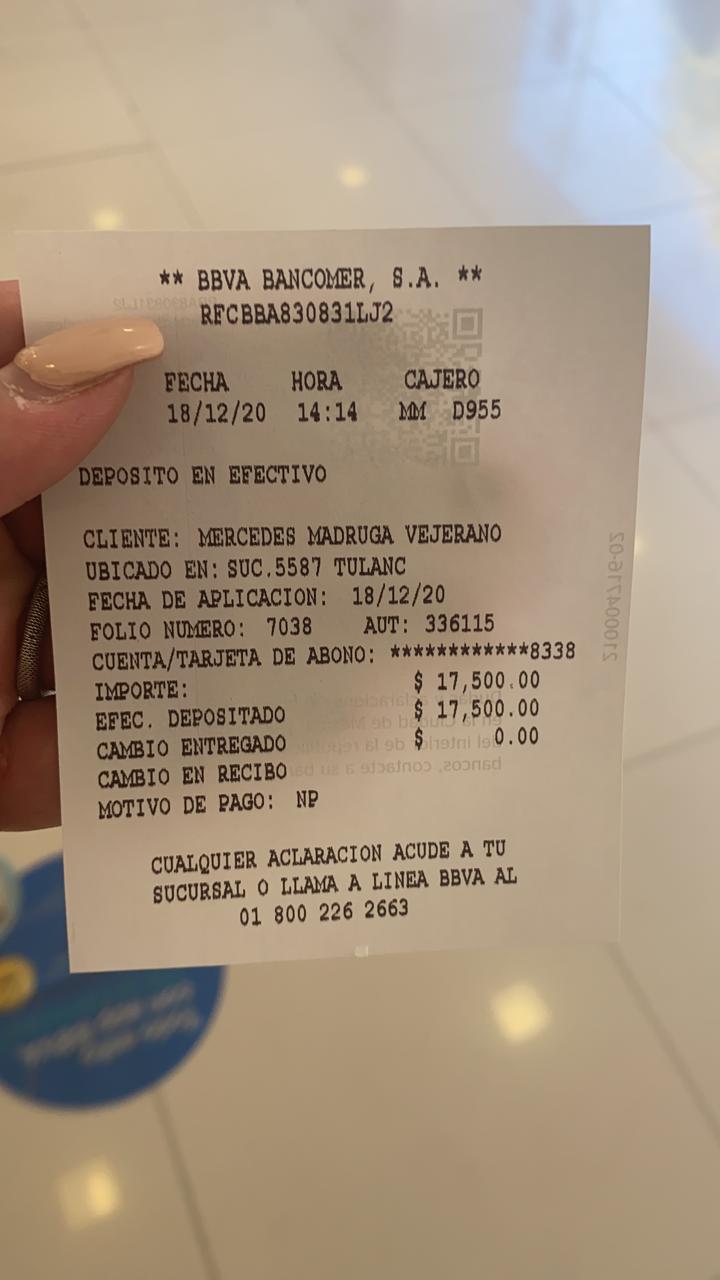 ** BBVA BANCOMER, S.A. **
RFCBBA830831LJ2
FECHA HORA CAJERO
18/12/20 14:14 MM D955
DEPOSITO EN EFECTIVO
CLIENTE: MERCEDES MADRUGA VEJERANO
UBICADO EN: SUC.5587 TULANC
FECHA DE APLICACION: 18/12/20
FOLIO NUMERO: 7038 AUT: 336115
CUENTA/TARJETA DE ABONO: ************8338
IMPORTE: $ 17,500.00
EFEC. DEPOSITADO $ 17,500.00
CAMBIO ENTREGADO $ 0.00
CAMBIO EN RECIBO
MOTIVO DE PAGO: NP
CUALQUIER ACLARACION ACUDE A TU
SUCURSAL O LLAMA A LINEA BBVA AL
01 800 226 2663
210004716-02